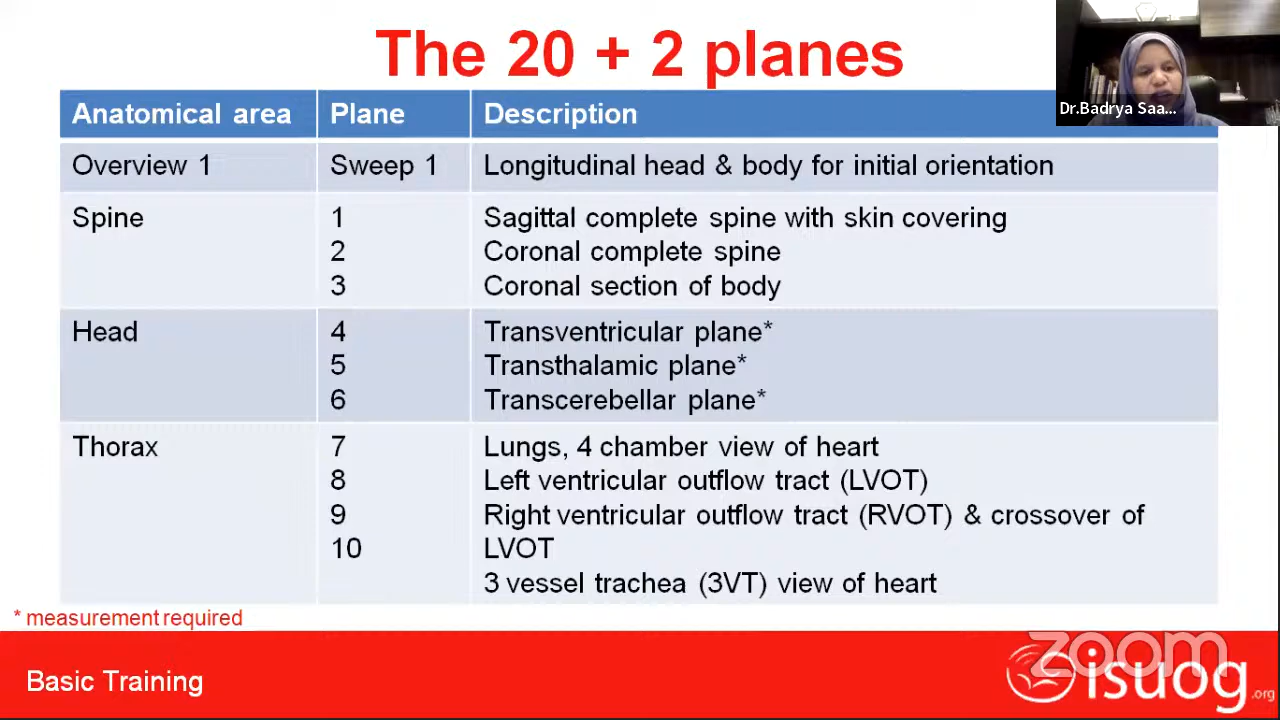 The 20 + 2 planes
Dr.Badrya Saa...
Anatomical area Plane Description
Overview 1 Sweep 1 Longitudinal head & body for initial orientation
Spine 1 Sagittal complete spine with skin covering
2 Coronal complete spine
3 Coronal section of body
Head 4 Transventricular plane*
5 Transthalamic plane*
6 Transcerebellar plane*
Thorax 7 Lungs, 4 chamber view of heart
8 Left ventricular outflow tract (LVOT)
9 Right ventricular outflow tract (RVOT) & crossover of
10 LVOT
3 vessel trachea (3VT) view of heart
* measurement required
zoom
Basic Training
isuog.org